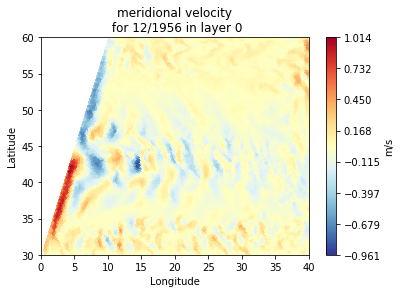 meridional velocity
for 12/1956 in layer 0
60
55
50
45
40
35
30
Latitude
0 5 10 15 20 25 30 35 40
Longitude
1.014
0.732
0.450
0.168
−0.115
−0.397
−0.679
−0.961
m/s